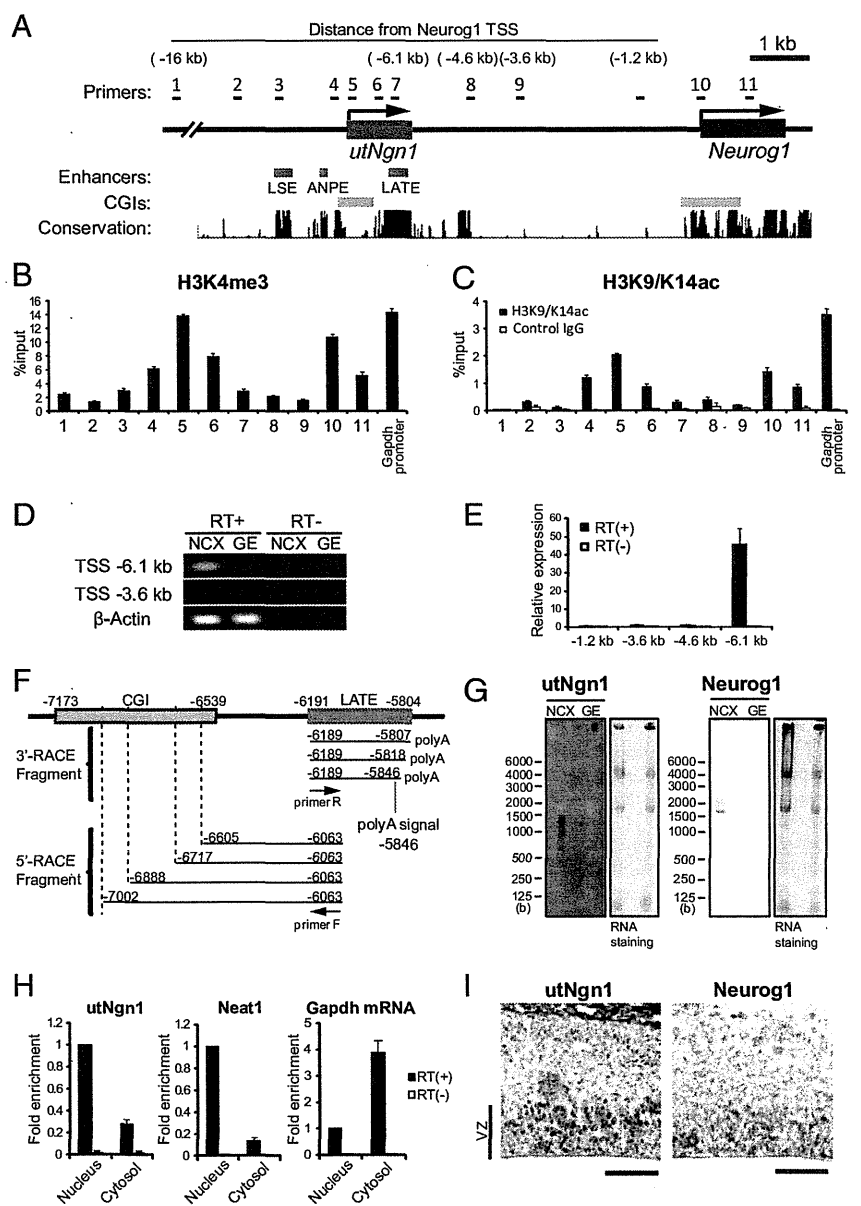 A
Distance from Neurog1 TSS
1 kb
( -16 kb) (-6.1 kb) (-4.6 kb) (-3.6 kb) (-1.2 kb)
Primers: 1 2 3 4 5 6 7 8 9 10 11
utNgn1 Neurog1
Enhancers:
LSE ANPE LATE
CGIs:
Conservation:
B
H3K4me3
%input
16
14
12
10
8
6
4
2
0
1 2 3 4 5 6 7 8 9 10 11 Gapdh promoter
C
H3K9/K14ac
%input
4
3
2
1
0
H3K9/K14ac
Control IgG
1 2 3 4 5 6 7 8 9 10 11 Gapdh promoter
D
RT+ RT-
NCX GE NCX GE
TSS -6.1 kb
TSS -3.6 kb
β-Actin
E
Relative expression
60
50
40
30
20
10
0
RT(+)
RT(-)
-1.2 kb -3.6 kb -4.6 kb -6.1 kb
F
-7173 CGI -6539 -6191 LATE -5804
3'-RACE Fragment
-6189 -5807 polyA
-6189 -5818 polyA
-6189 -5846 polyA
primer R
polyA signal
-5846
5'-RACE Fragment
-6605 -6063
-6717 -6063
-6888 -6063
-7002 -6063
primer F
G
utNgn1
NCX GE
6000
4000
2000
1500
1000
500
250
125
(b)
RNA staining
Neurog1
NCX GE
6000
4000
2000
1500
1000
500
250
125
(b)
RNA staining
H
utNgn1
Fold enrichment
1.2
1
0.8
0.6
0.4
0.2
0
Nucleus Cytosol
Neat1
Fold enrichment
1.2
1
0.8
0.6
0.4
0.2
0
Nucleus Cytosol
Gapdh mRNA
Fold enrichment
5
4
2
1
0
Nucleus Cytosol
RT(+)
RT(-)
I
utNgn1 Neurog1
VZ